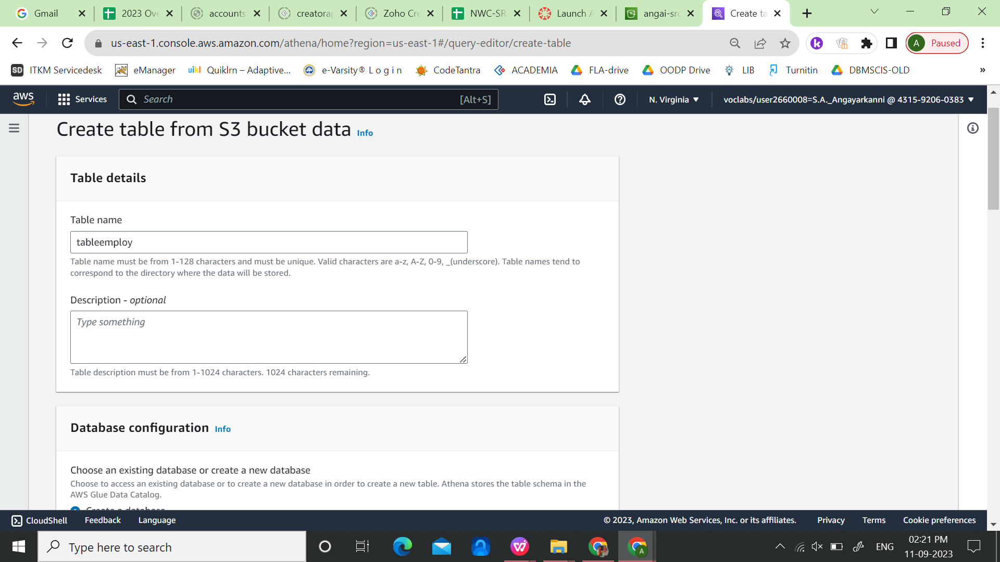 Gmail
2023 Ove
accounts
creatorap
Zoho Cre
NWC-SR
Launch A
angai-src
Create ta
us-east-1.console.aws.amazon.com/athena/home?region=us-east-1#/query-editor/create-table
A Paused
SD ITKM Servicedesk
eManager
uikl Quiklrn – Adaptive...
e-Varsity® L o g i n
CodeTantra
ACADEMIA
FLA-drive
OODP Drive
LIB
Turnitin
DBMSCIS-OLD
»
aws
Services
Search [Alt+S]
N. Virginia
voclabs/user2660008=S.A._Angayarkanni @ 4315-9206-0383
Create table from S3 bucket data Info
Table details
Table name
tableemploy
Table name must be from 1-128 characters and must be unique. Valid characters are a-z, A-Z, 0-9, _(underscore). Table names tend to
correspond to the directory where the data will be stored.
Description - optional
Type something
Table description must be from 1-1024 characters. 1024 characters remaining.
Database configuration Info
Choose an existing database or create a new database
Choose to access an existing database or to create a new database in order to create a new table. Athena stores the table schema in the
AWS Glue Data Catalog.
Create a database
CloudShell
Feedback
Language
© 2023, Amazon Web Services, Inc. or its affiliates.
Privacy
Terms
Cookie preferences
Type here to search
A
ENG
02:21 PM
11-09-2023